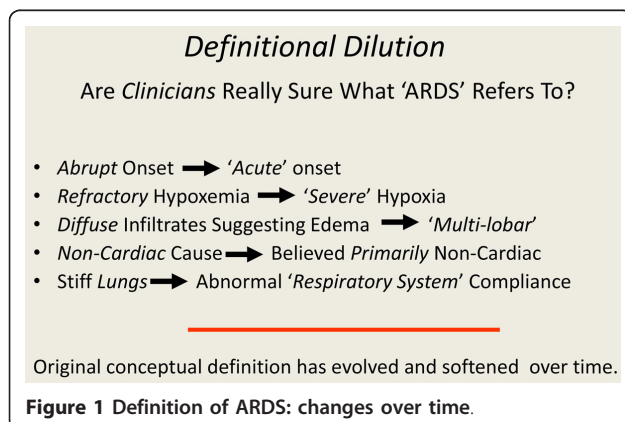 Definitional Dilution
Are Clinicians Really Sure What ‘ARDS’ Refers To?
• Abrupt Onset ➡ ‘Acute’ onset
• Refractory Hypoxemia ➡ ‘Severe’ Hypoxia
• Diffuse Infiltrates Suggesting Edema ➡ ‘Multi-lobar’
• Non-Cardiac Cause ➡ Believed Primarily Non-Cardiac
• Stiff Lungs ➡ Abnormal ‘Respiratory System’ Compliance
Original conceptual definition has evolved and softened over time.
Figure 1 Definition of ARDS: changes over time.